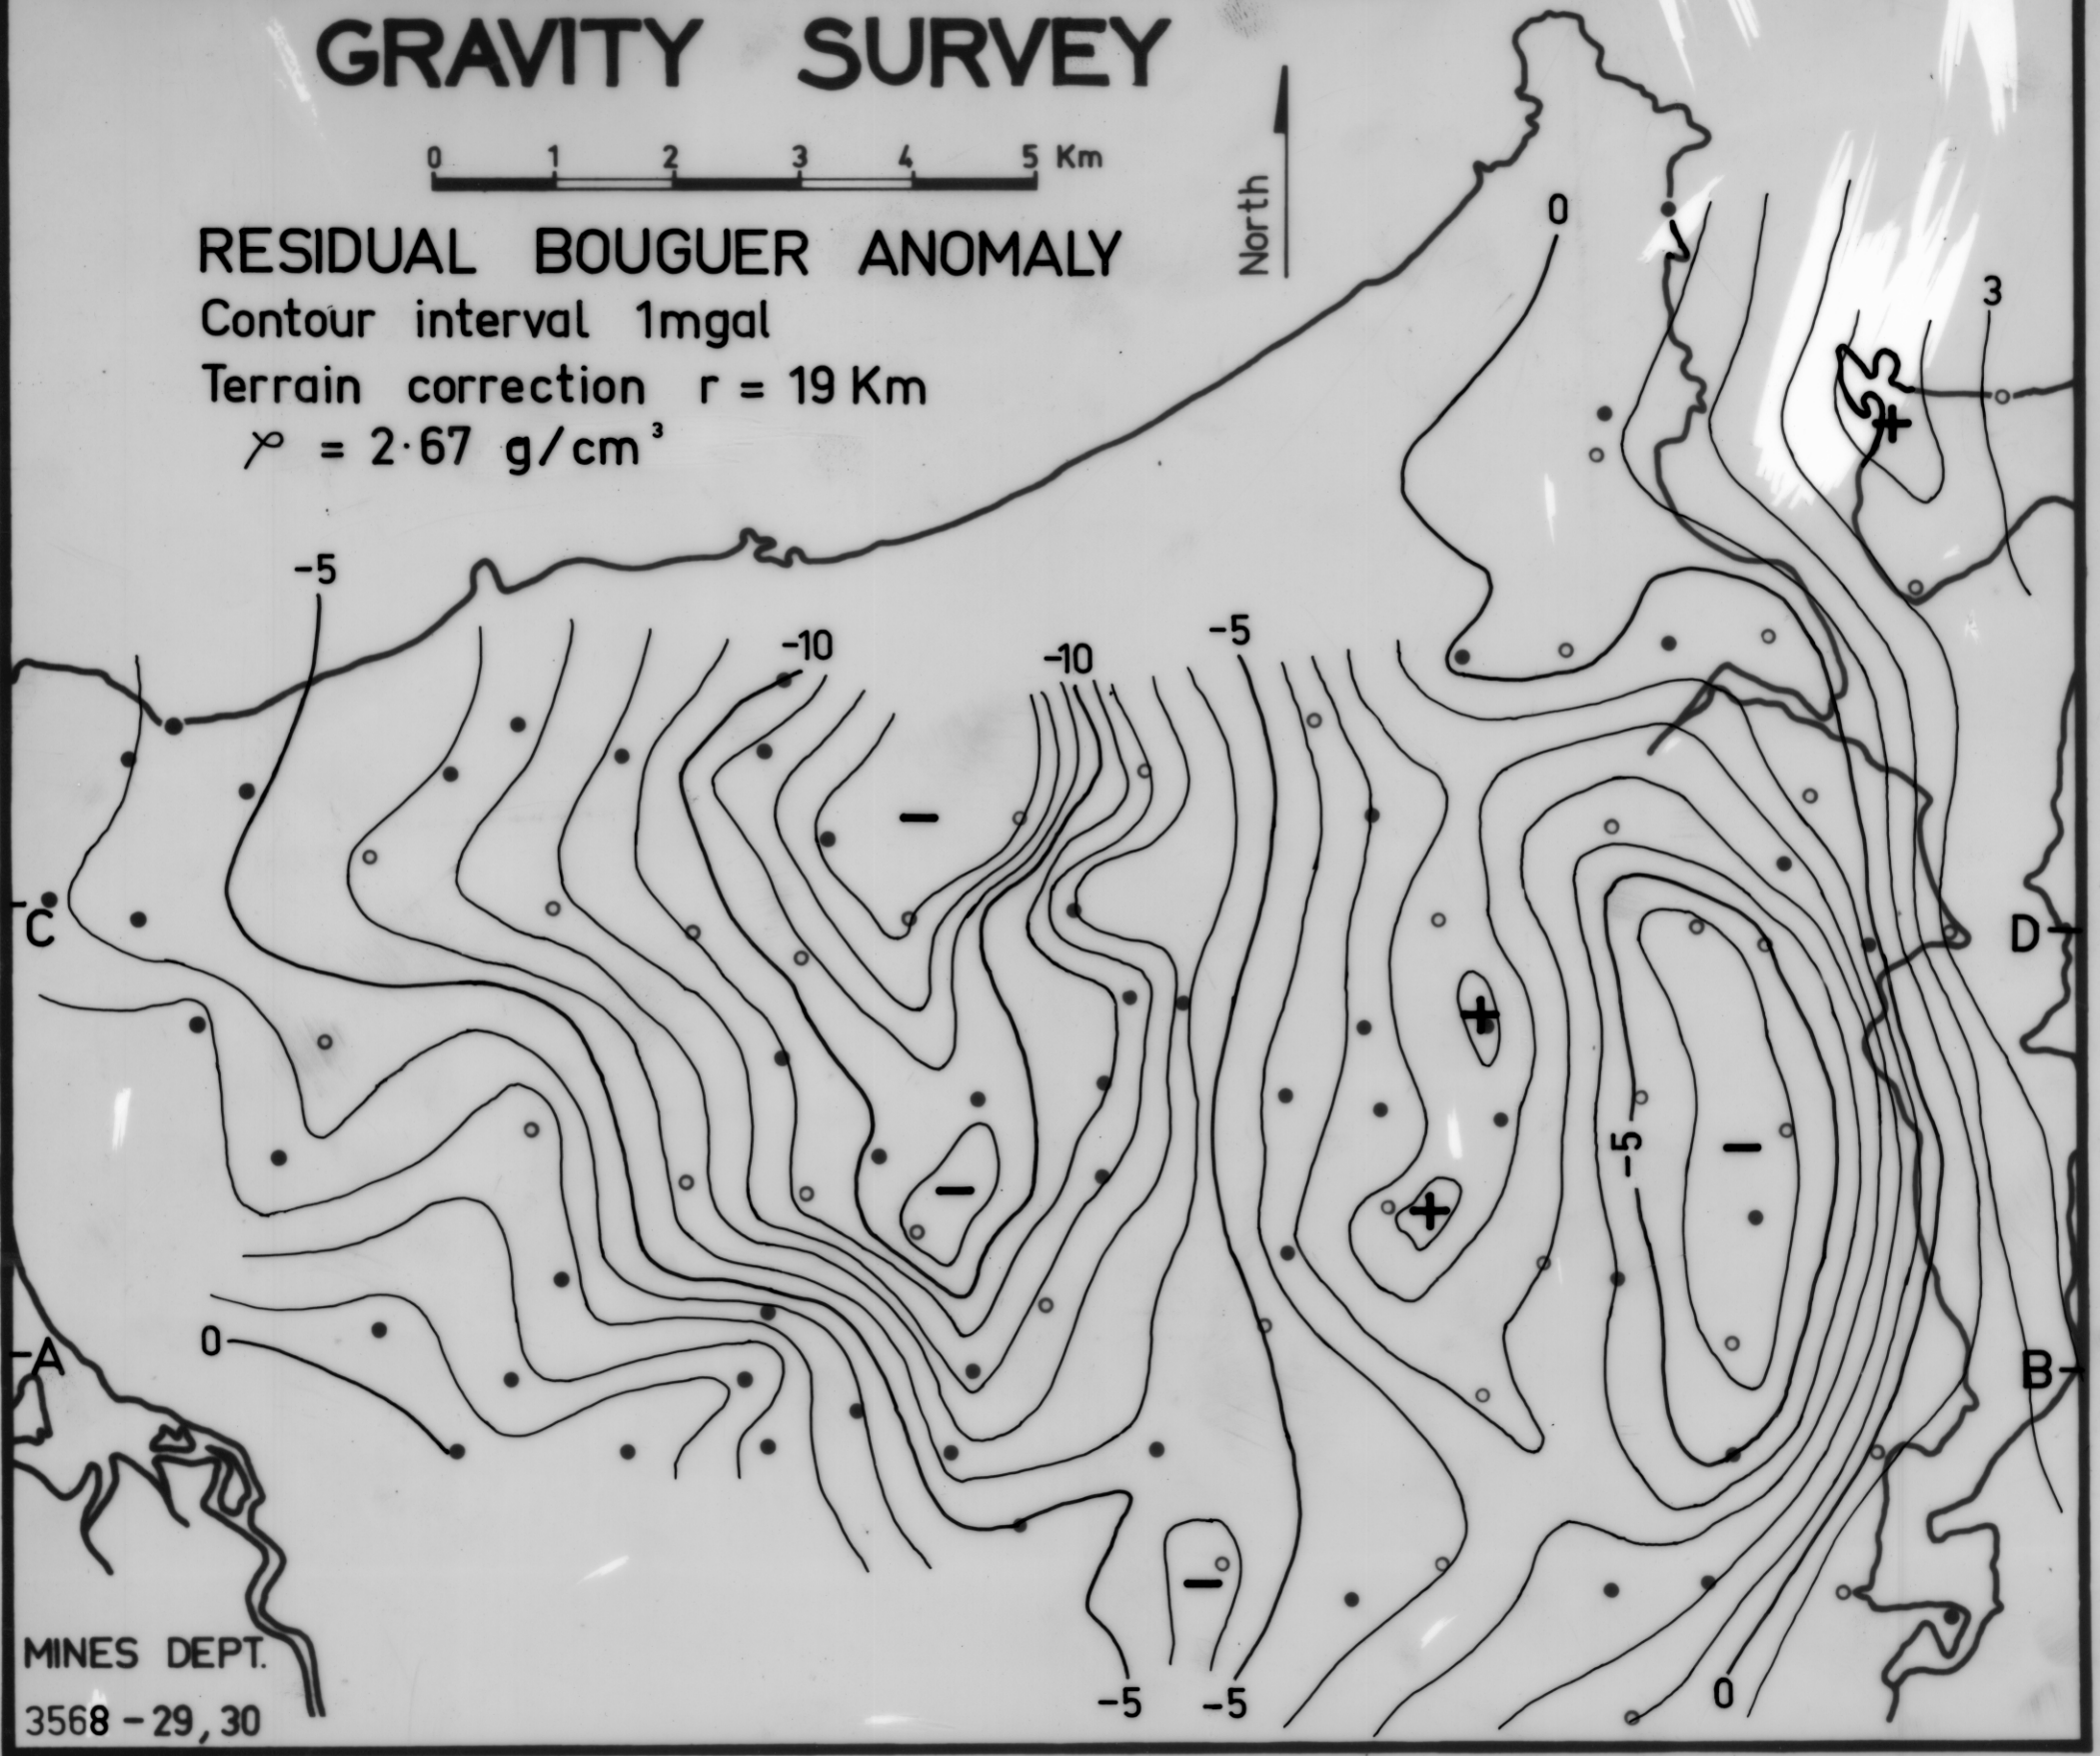 GRAVITY SURVEY
0 1 2 3 4 5 Km
North
RESIDUAL BOUGUER ANOMALY
Contour interval 1mgal
Terrain correction r = 19 Km
= 2·67 g/cm³
0
3
-5
-10
-10
-5
+
-
C
D
+
-5
-
-
+
0
A
B
-
MINES DEPT.
3568-29,30
-5
-5
0